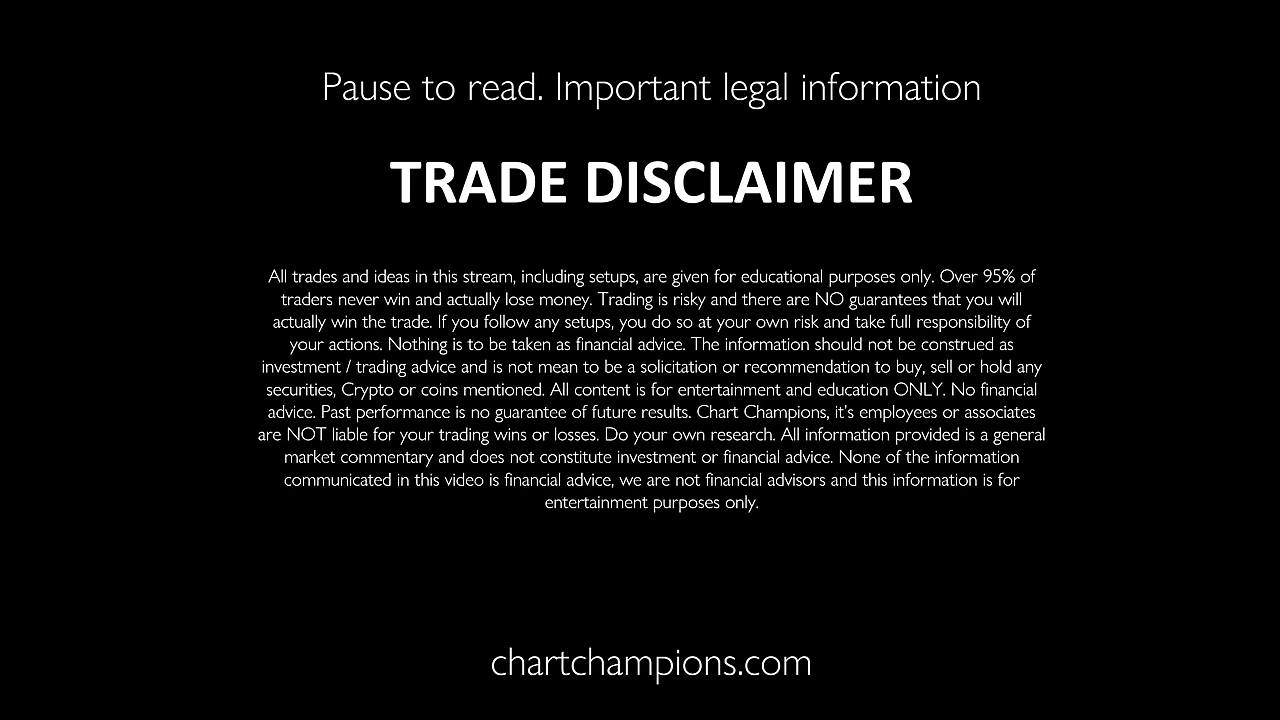 Pause to read. Important legal information
TRADE DISCLAIMER
All trades and ideas in this stream, including setups, are given for educational purposes only. Over 95% of
traders never win and actually lose money. Trading is risky and there are NO guarantees that you will
actually win the trade. If you follow any setups, you do so at your own risk and take full responsibility of
your actions. Nothing is to be taken as financial advice. The information should not be construed as
investment / trading advice and is not mean to be a solicitation or recommendation to buy, sell or hold any
securities, Crypto or coins mentioned. All content is for entertainment and education ONLY. No financial
advice. Past performance is no guarantee of future results. Chart Champions, it's employees or associates
are NOT liable for your trading wins or losses. Do your own research. All information provided is a general
market commentary and does not constitute investment or financial advice. None of the information
communicated in this video is financial advice, we are not financial advisors and this information is for
entertainment purposes only.
chartchampions.com